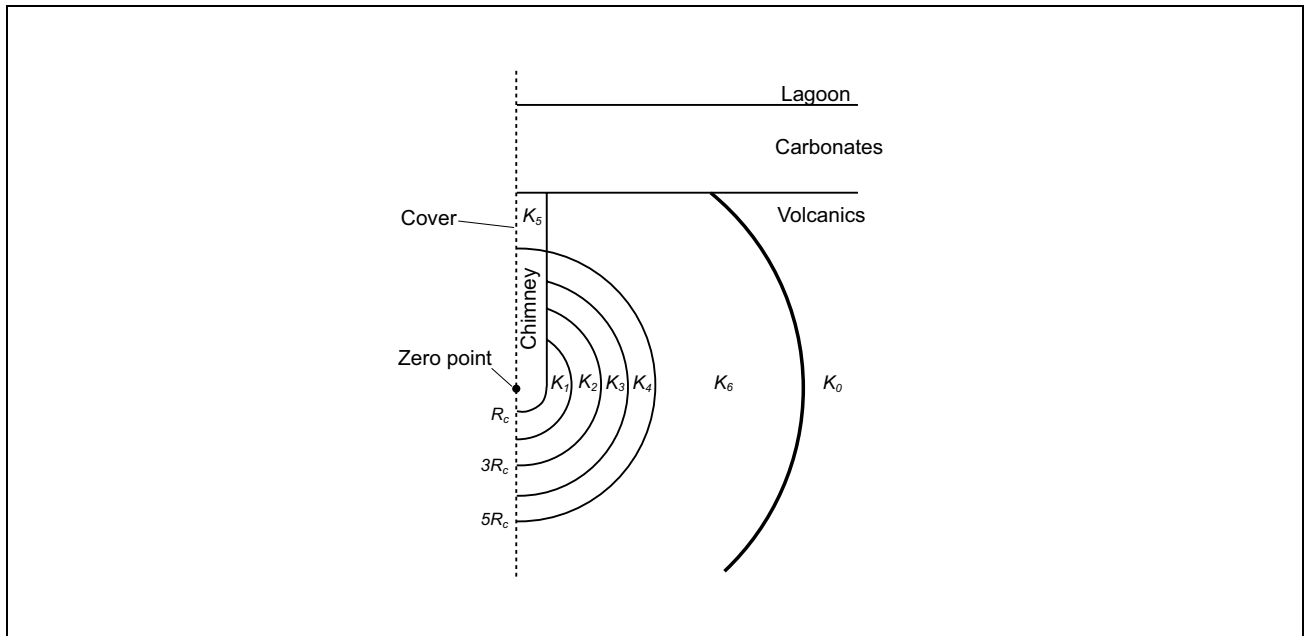 Lagoon
Carbonates
Volcanics
Cover
K5
Chimney
Zero point
K1 K2 K3 K4 K6 K0
Rc
3Rc
5Rc